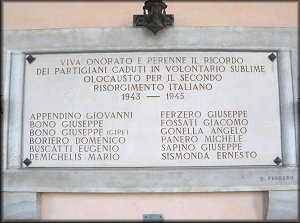 VIVA ONORATO E PERENNE IL RICORDO
DEI PARTIGIANI CADUTI IN VOLONTARIO SUBLIME
OLOCAUSTO PER IL SECONDO
RISORGIMENTO ITALIANO
1943 — 1945
APPENDINO GIOVANNI
BONO GIUSEPPE
BONO GIUSEPPE (GIPE)
BORIERO DOMENICO
BUSCATTI EUGENIO
DEMICHELIS MARIO
FERZERO GIUSEPPE
FOSSATI GIACOMO
GONELLA ANGELO
PANERO MICHELE
SAPINO GIUSEPPE
SISMONDA ERNESTO
D. FERRERO